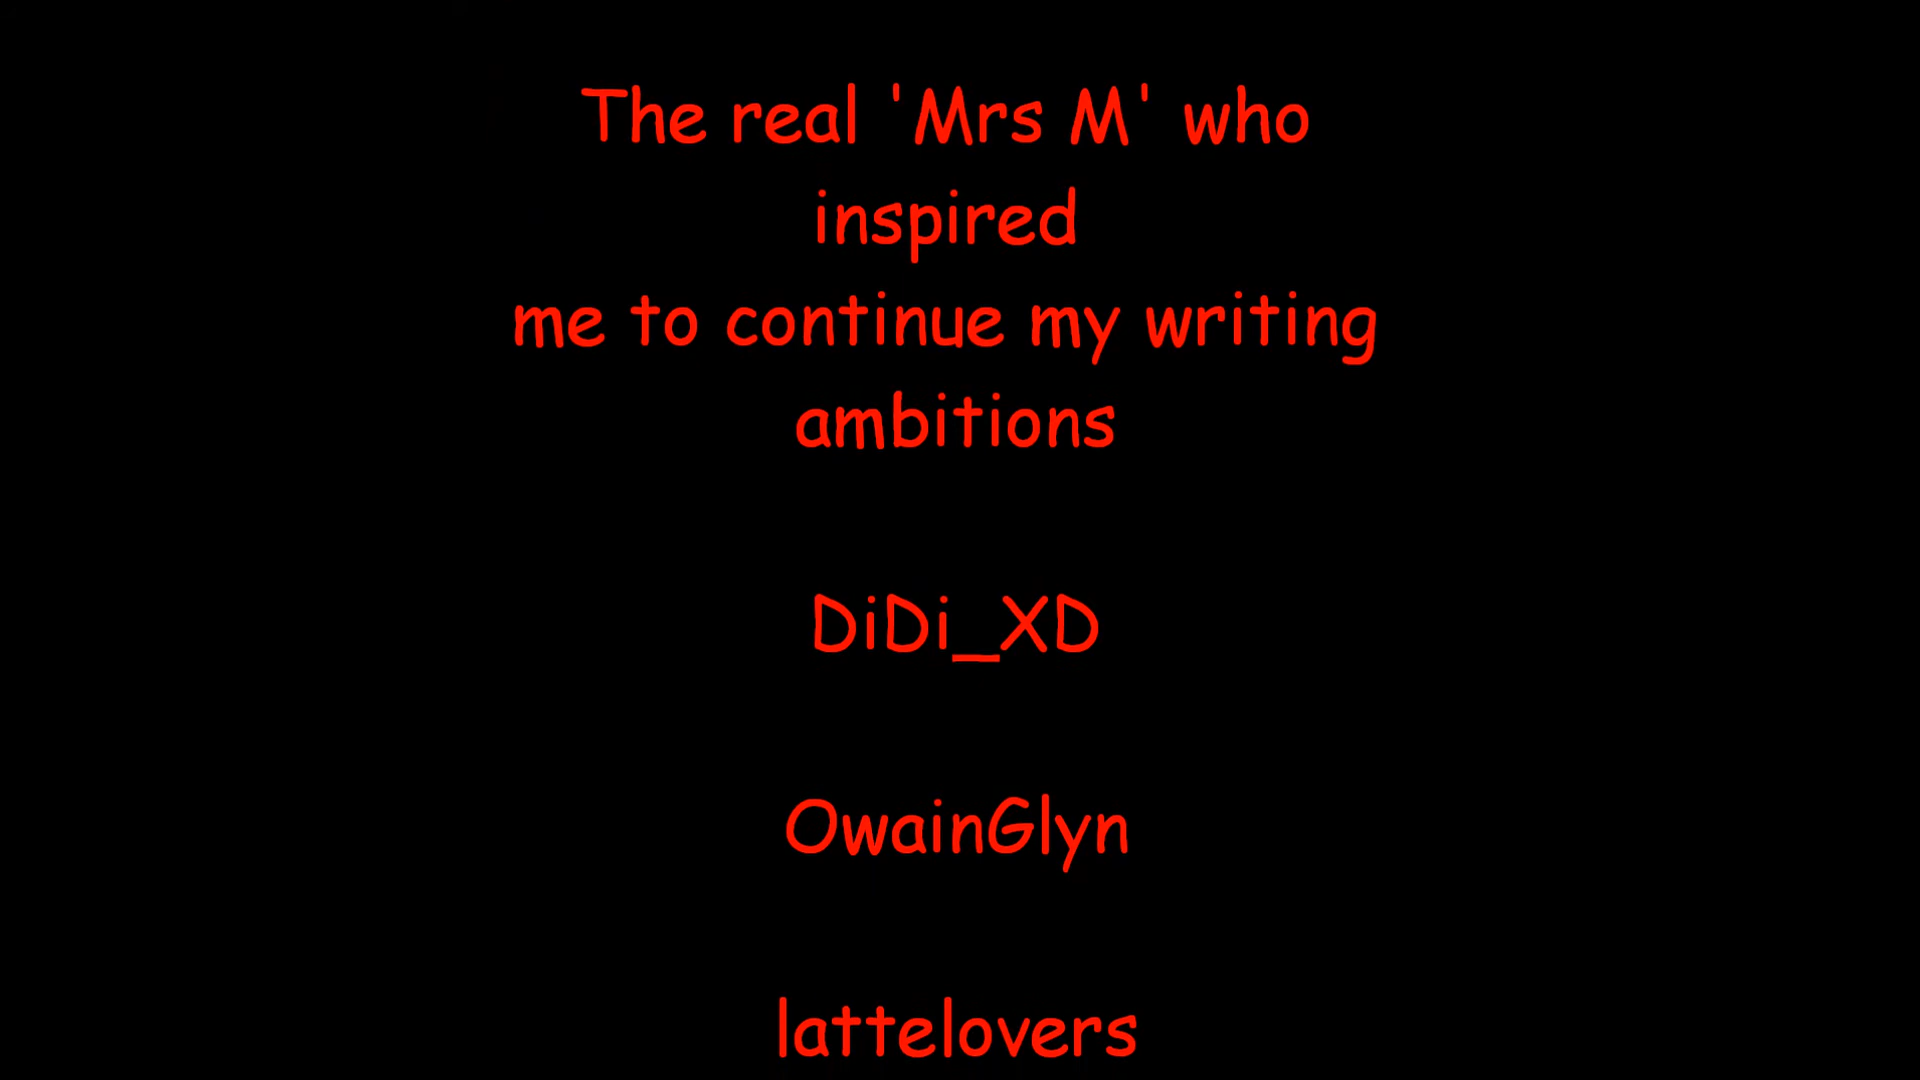 The real 'Mrs M' who
inspired
me to continue my writing
ambitions
DiDi_XD
OwainGlyn
lattelovers